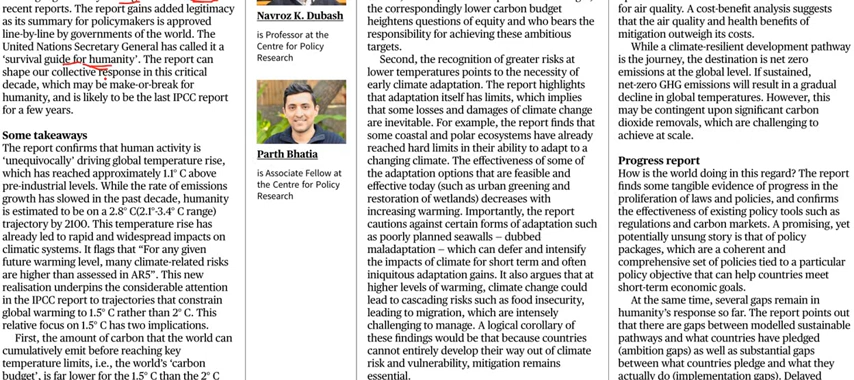 recent reports. The report gains added legitimacy
as its summary for policymakers is approved
line-by-line by governments of the world. The
United Nations Secretary General has called it a
‘survival guide for humanity’. The report can
shape our collective response in this critical
decade, which may be make-or-break for
humanity, and is likely to be the last IPCC report
for a few years.
Some takeaways
The report confirms that human activity is
‘unequivocally’ driving global temperature rise,
which has reached approximately 1.1° C above
pre-industrial levels. While the rate of emissions
growth has slowed in the past decade, humanity
is estimated to be on a 2.8° C(2.1°-3.4° C range)
trajectory by 2100. This temperature rise has
already led to rapid and widespread impacts on
climatic systems. It flags that “For any given
future warming level, many climate-related risks
are higher than assessed in AR5”. This new
realisation underpins the considerable attention
in the IPCC report to trajectories that constrain
global warming to 1.5° C rather than 2° C. This
relative focus on 1.5° C has two implications.
First, the amount of carbon that the world can
cumulatively emit before reaching key
temperature limits, i.e., the world’s ‘carbon
budget’, is far lower for the 1.5° C than the 2° C
Navroz K. Dubash
is Professor at the
Centre for Policy
Research
Parth Bhatia
is Associate Fellow at
the Centre for Policy
Research
the correspondingly lower carbon budget
heightens questions of equity and who bears the
responsibility for achieving these ambitious
targets.
Second, the recognition of greater risks at
lower temperatures points to the necessity of
early climate adaptation. The report highlights
that adaptation itself has limits, which implies
that some losses and damages of climate change
are inevitable. For example, the report finds that
some coastal and polar ecosystems have already
reached hard limits in their ability to adapt to a
changing climate. The effectiveness of some of
the adaptation options that are feasible and
effective today (such as urban greening and
restoration of wetlands) decreases with
increasing warming. Importantly, the report
cautions against certain forms of adaptation such
as poorly planned seawalls – dubbed
maladaptation – which can defer and intensify
the impacts of climate for short term and often
iniquitous adaptation gains. It also argues that at
higher levels of warming, climate change could
lead to cascading risks such as food insecurity,
leading to migration, which are intensely
challenging to manage. A logical corollary of
these findings would be that because countries
cannot entirely develop their way out of climate
risk and vulnerability, mitigation remains
essential.
for air quality. A cost-benefit analysis suggests
that the air quality and health benefits of
mitigation outweigh its costs.
While a climate-resilient development pathway
is the journey, the destination is net zero
emissions at the global level. If sustained,
net-zero GHG emissions will result in a gradual
decline in global temperatures. However, this
may be contingent upon significant carbon
dioxide removals, which are challenging to
achieve at scale.
Progress report
How is the world doing in this regard? The report
finds some tangible evidence of progress in the
proliferation of laws and policies, and confirms
the effectiveness of existing policy tools such as
regulations and carbon markets. A promising, yet
potentially unsung story is that of policy
packages, which are a coherent and
comprehensive set of policies tied to a particular
policy objective that can help countries meet
short-term economic goals.
At the same time, several gaps remain in
humanity’s response so far. The report points out
that there are gaps between modelled sustainable
pathways and what countries have pledged
(ambition gaps) as well as substantial gaps
between what countries pledge and what they
actually do (implementation gaps). Delayed